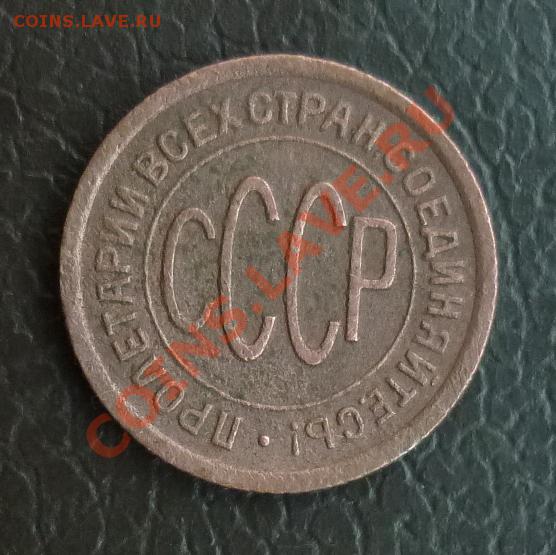 COINS.LAVE.RU
ПРОЛЕТАРИИ ВСЕХ СТРАН, СОЕДИНЯЙТЕСЬ! •
СССР
COINS.LAVE.RU